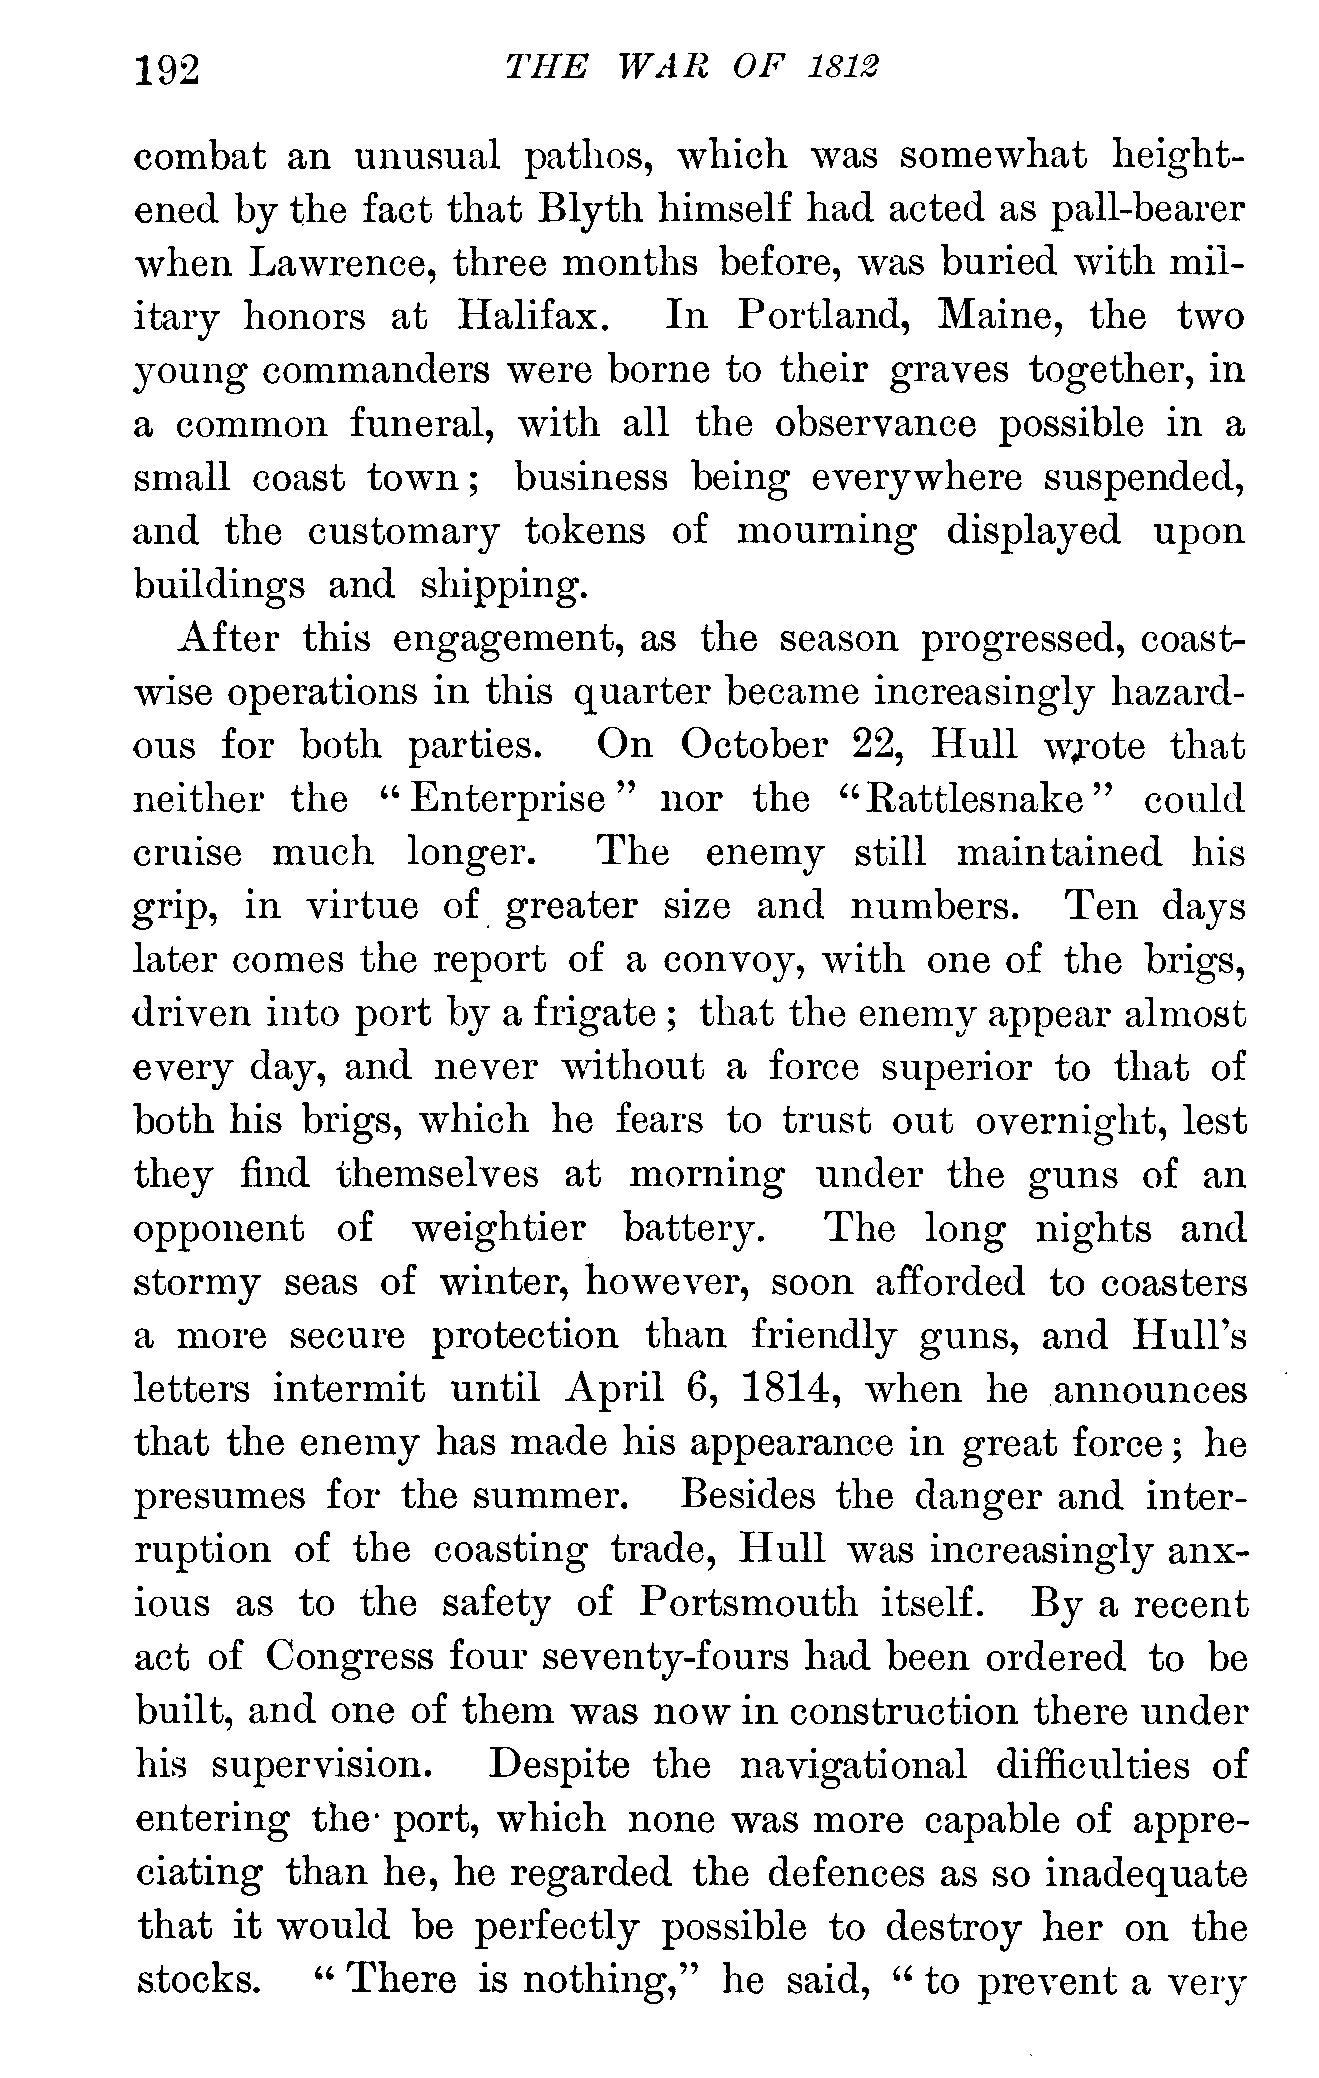 192 THE WAR OF 1812
combat an unusual pathos, which was somewhat height-
ened by the fact that Blyth himself had acted as pall-bearer
when Lawrence, three months before, was buried with mil-
itary honors at Halifax. In Portland, Maine, the two
young commanders were borne to their graves together, in
a common funeral, with all the observance possible in a
small coast town; business being everywhere suspended,
and the customary tokens of mourning displayed upon
buildings and shipping.
After this engagement, as the season progressed, coast-
wise operations in this quarter became increasingly hazard-
ous for both parties. On October 22, Hull wrote that
neither the "Enterprise" nor the "Rattlesnake" could
cruise much longer. The enemy still maintained his
grip, in virtue of greater size and numbers. Ten days
later comes the report of a convoy, with one of the brigs,
driven into port by a frigate; that the enemy appear almost
every day, and never without a force superior to that of
both his brigs, which he fears to trust out overnight, lest
they find themselves at morning under the guns of an
opponent of weightier battery. The long nights and
stormy seas of winter, however, soon afforded to coasters
a more secure protection than friendly guns, and Hull's
letters intermit until April 6, 1814, when he announces
that the enemy has made his appearance in great force; he
presumes for the summer. Besides the danger and inter-
ruption of the coasting trade, Hull was increasingly anx-
ious as to the safety of Portsmouth itself. By a recent
act of Congress four seventy-fours had been ordered to be
built, and one of them was now in construction there under
his supervision. Despite the navigational difficulties of
entering the port, which none was more capable of appre-
ciating than he, he regarded the defences as so inadequate
that it would be perfectly possible to destroy her on the
stocks. "There is nothing," he said, "to prevent a very